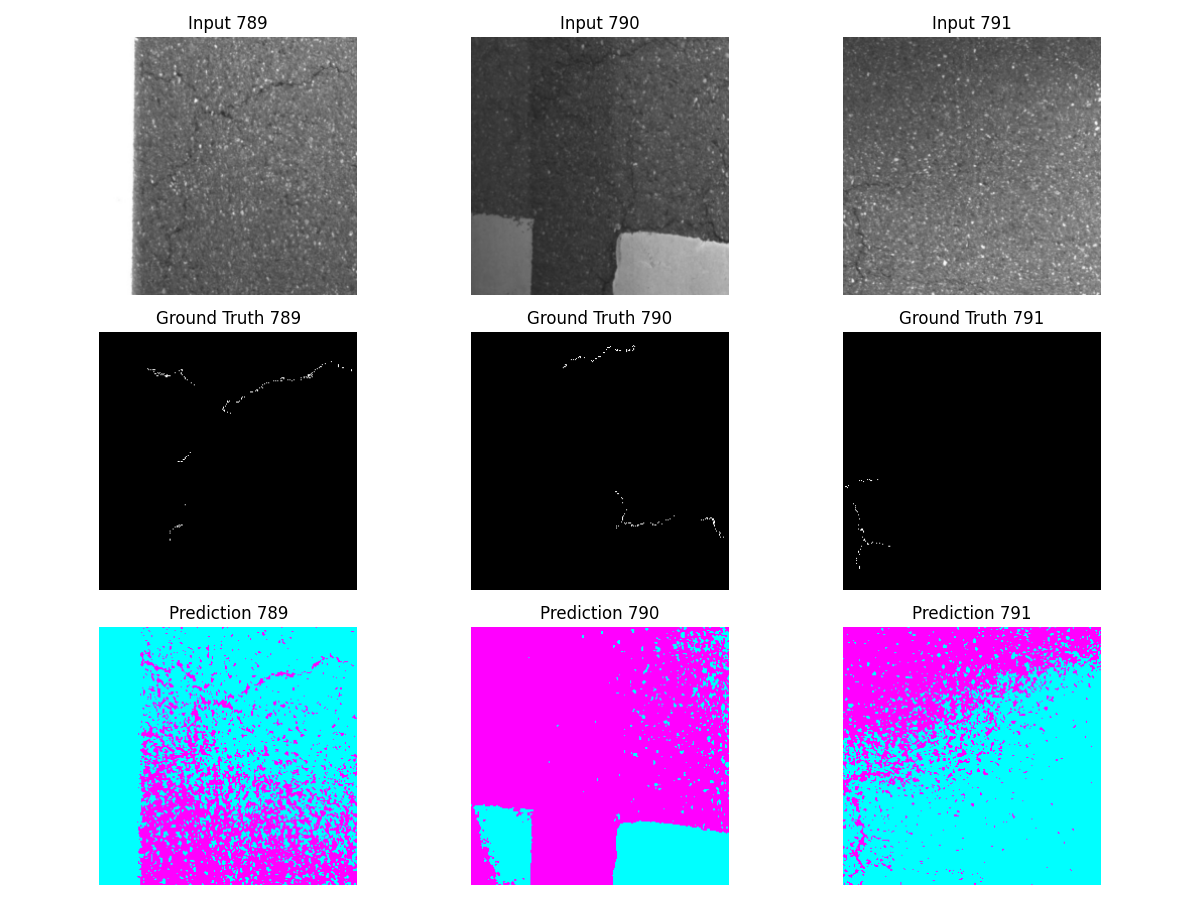 Input 789
Input 790
Input 791
Ground Truth 789
Ground Truth 790
Ground Truth 791
Prediction 789
Prediction 790
Prediction 791